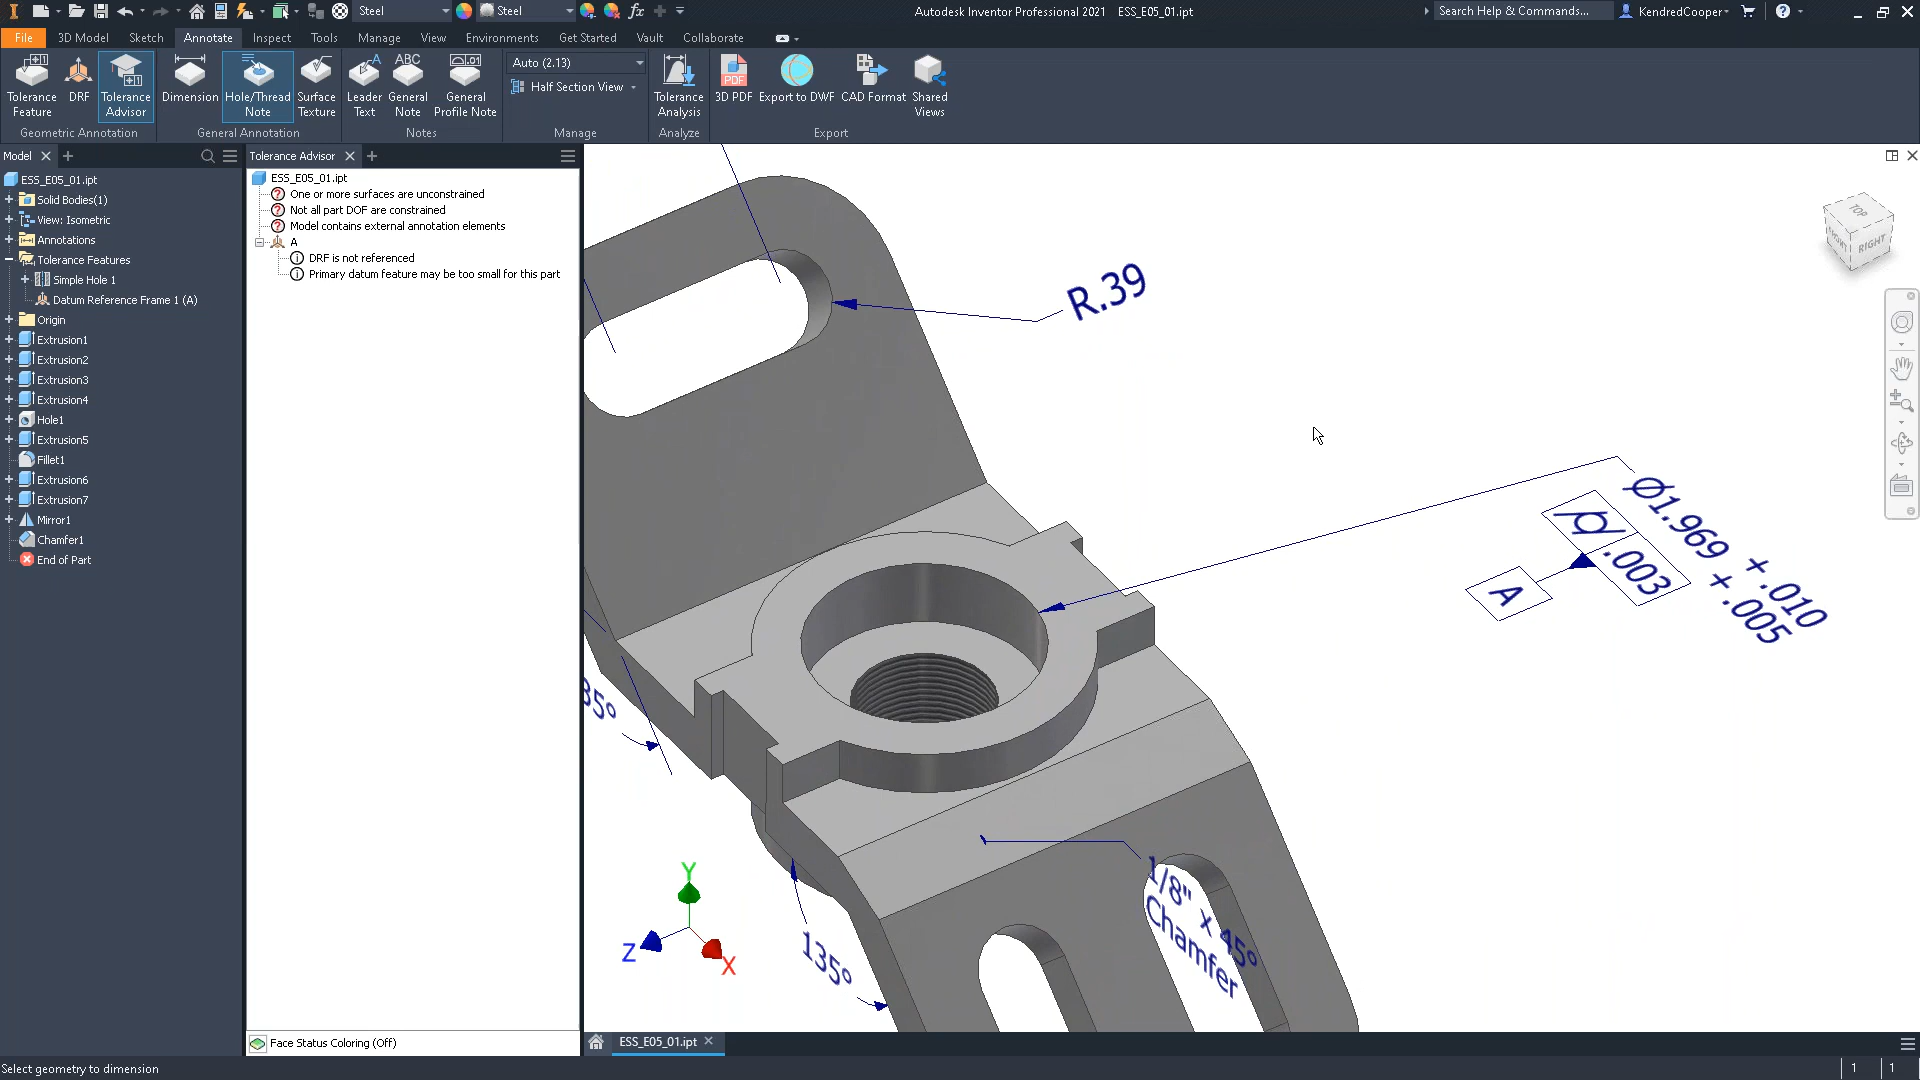 Steel
Steel
fx
Autodesk Inventor Professional 2021 ESS_E05_01.ipt
Search Help & Commands...
KendredCooper
File 3D Model Sketch Annotate Inspect Tools Manage View Environments Get Started Vault Collaborate
Tolerance Feature
DRF
Tolerance Advisor
Dimension
Hole/Thread Note
Surface Texture
Leader Text
ABC
General Note
General Profile Note
Auto (2.13)
Half Section View
Tolerance Analysis
PDF
3D PDF
Export to DWF
CAD Format
Shared Views
Geometric Annotation
General Annotation
Notes
Manage
Analyze
Export
Model
Tolerance Advisor
ESS_E05_01.ipt
Solid Bodies(1)
View: Isometric
Annotations
Tolerance Features
Simple Hole 1
Datum Reference Frame 1 (A)
Origin
Extrusion1
Extrusion2
Extrusion3
Extrusion4
Hole1
Extrusion5
Fillet1
Extrusion6
Extrusion7
Mirror1
Chamfer1
End of Part
ESS_E05_01.ipt
One or more surfaces are unconstrained
Not all part DOF are constrained
Model contains external annotation elements
A
DRF is not referenced
Primary datum feature may be too small for this part
Face Status Coloring (Off)
R.39
TOP
FRONT
RIGHT
Ø1.969 +.010
+.005
.003
A
35°
135°
1/8" X 45°
Chamfer
Y
Z
X
ESS_E05_01.ipt
Select geometry to dimension
1 1